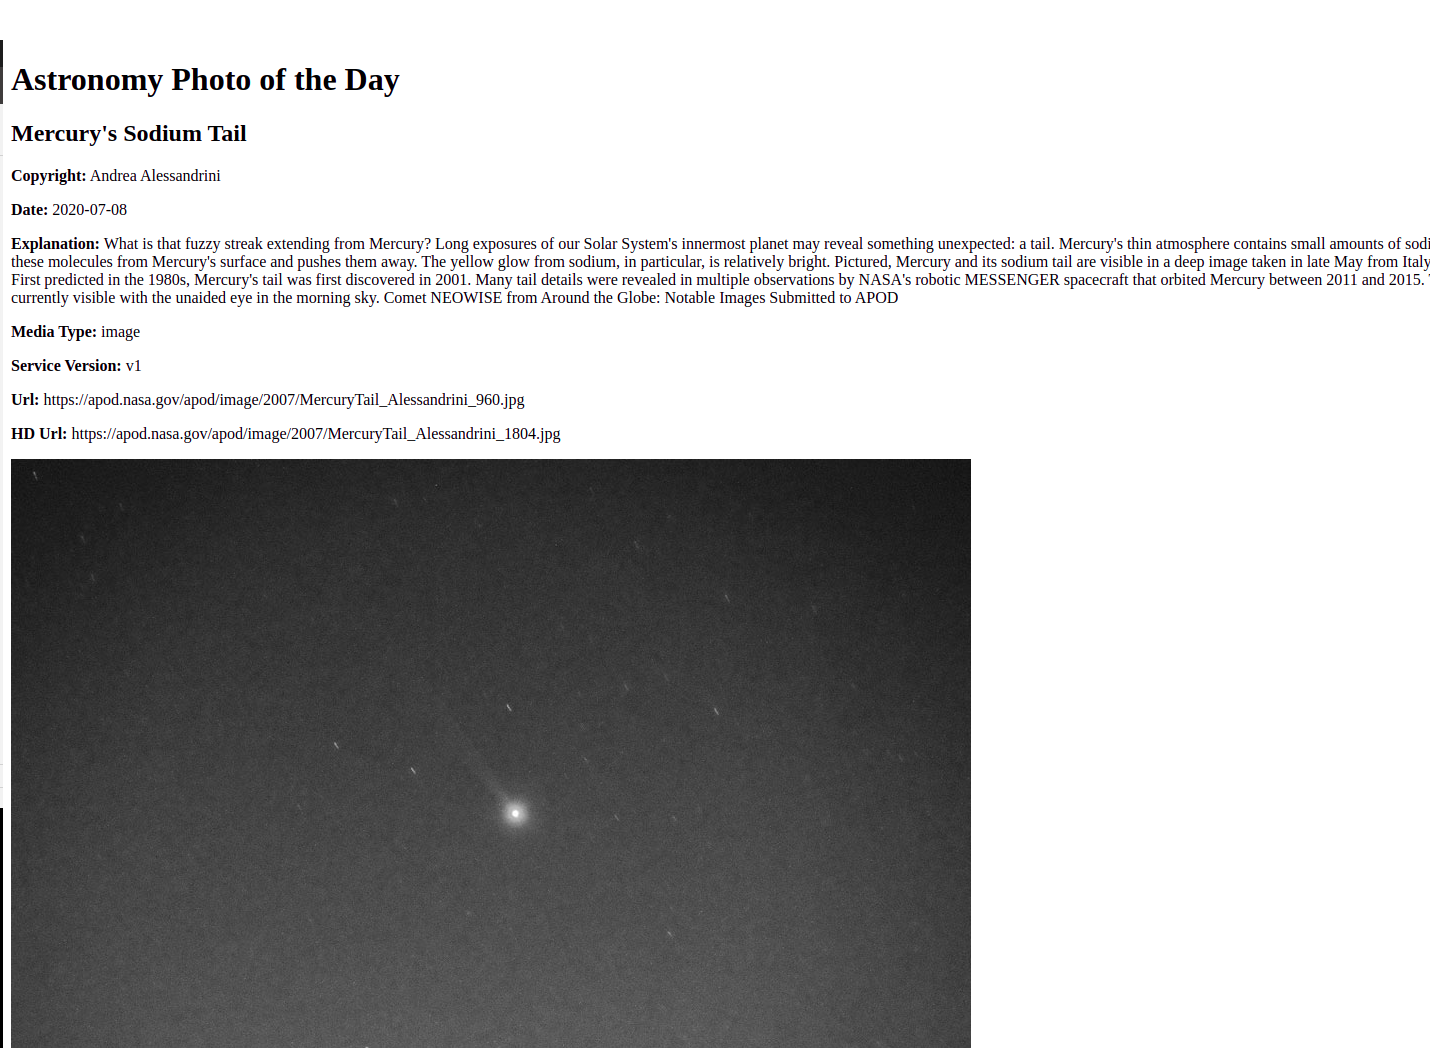 Astronomy Photo of the Day
Mercury's Sodium Tail
Copyright: Andrea Alessandrini
Date: 2020-07-08
Explanation: What is that fuzzy streak extending from Mercury? Long exposures of our Solar System's innermost planet may reveal something unexpected: a tail. Mercury's thin atmosphere contains small amounts of
these molecules from Mercury's surface and pushes them away. The yellow glow from sodium, in particular, is relatively bright. Pictured, Mercury and its sodium tail are visible in a deep image taken in late May from Italy
First predicted in the 1980s, Mercury's tail was first discovered in 2001. Many tail details were revealed in multiple observations by NASA's robotic MESSENGER spacecraft that orbited Mercury between 2011 and 2015.
currently visible with the unaided eye in the morning sky. Comet NEOWISE from Around the Globe: Notable Images Submitted to APOD
Media Type: image
Service Version: v1
Url: https://apod.nasa.gov/apod/image/2007/MercuryTail_Alessandrini_960.jpg
HD Url: https://apod.nasa.gov/apod/image/2007/MercuryTail_Alessandrini_1804.jpg